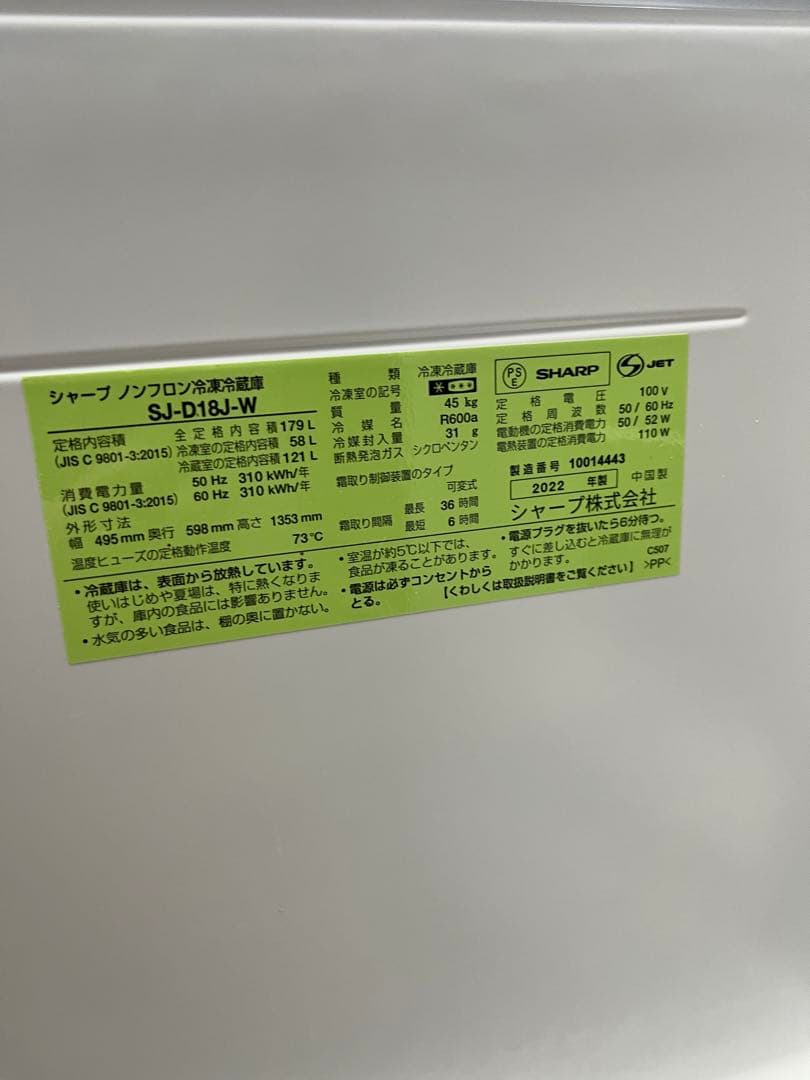 シャープ ノンフロン冷凍冷蔵庫
SJ-D18J-W
定格内容積
(JIS C 9801-3:2015)
全定格内容積 179 L
冷凍室の定格内容積 58 L
冷蔵室の定格内容積 121 L
消費電力量
(JIS C 9801-3:2015)
50 Hz 310 kWh/年
60 Hz 310 kWh/年
外形寸法
幅 495 mm 奥行 598 mm 高さ 1353 mm
温度ヒューズの定格動作温度 73℃
種類 冷凍冷蔵庫
冷凍室の記号 * ***
質量 45 kg
冷媒名 R600a
冷媒封入量 31 g
断熱発泡ガス シクロペンタン
霜取り制御装置のタイプ
可変式
霜取り間隔 最長 36 時間
最短 6 時間
PS
E
SHARP
S JET
定格電圧 100 V
定格周波数 50 / 60 Hz
電動機の定格消費電力 50 / 52 W
電熱装置の定格消費電力 110 W
製造番号 10014443
2022 年製 中国製
シャープ株式会社
・冷蔵庫は、表面から放熱しています。
使いはじめや夏場は、特に熱くなりま
すが、庫内の食品には影響ありません。
・水気の多い食品は、棚の奥に置かない。
・室温が約5℃以下では、
食品が凍ることがあります。
・電源は必ずコンセントから
とる。
・電源プラグを抜いたら6分待つ。
すぐに差し込むと冷蔵庫に無理が
かかります。
【くわしくは取扱説明書をご覧ください】
C507
>PP<